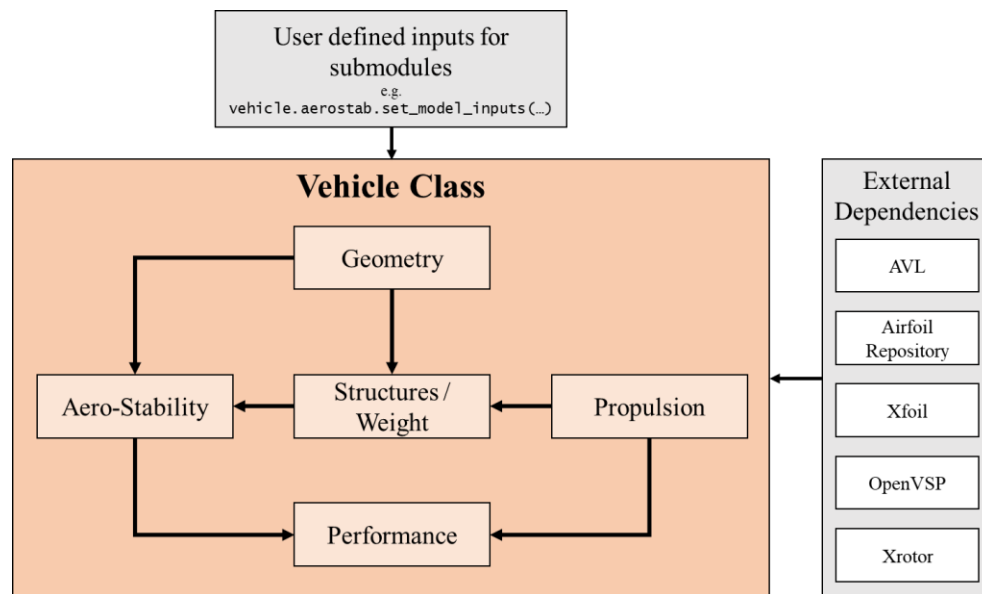 User defined inputs for
submodules
e.g.
vehicle.aerostab.set_model_inputs(…)
Vehicle Class
Geometry
Aero-Stability
Structures /
Weight
Propulsion
Performance
External
Dependencies
AVL
Airfoil
Repository
Xfoil
OpenVSP
Xrotor